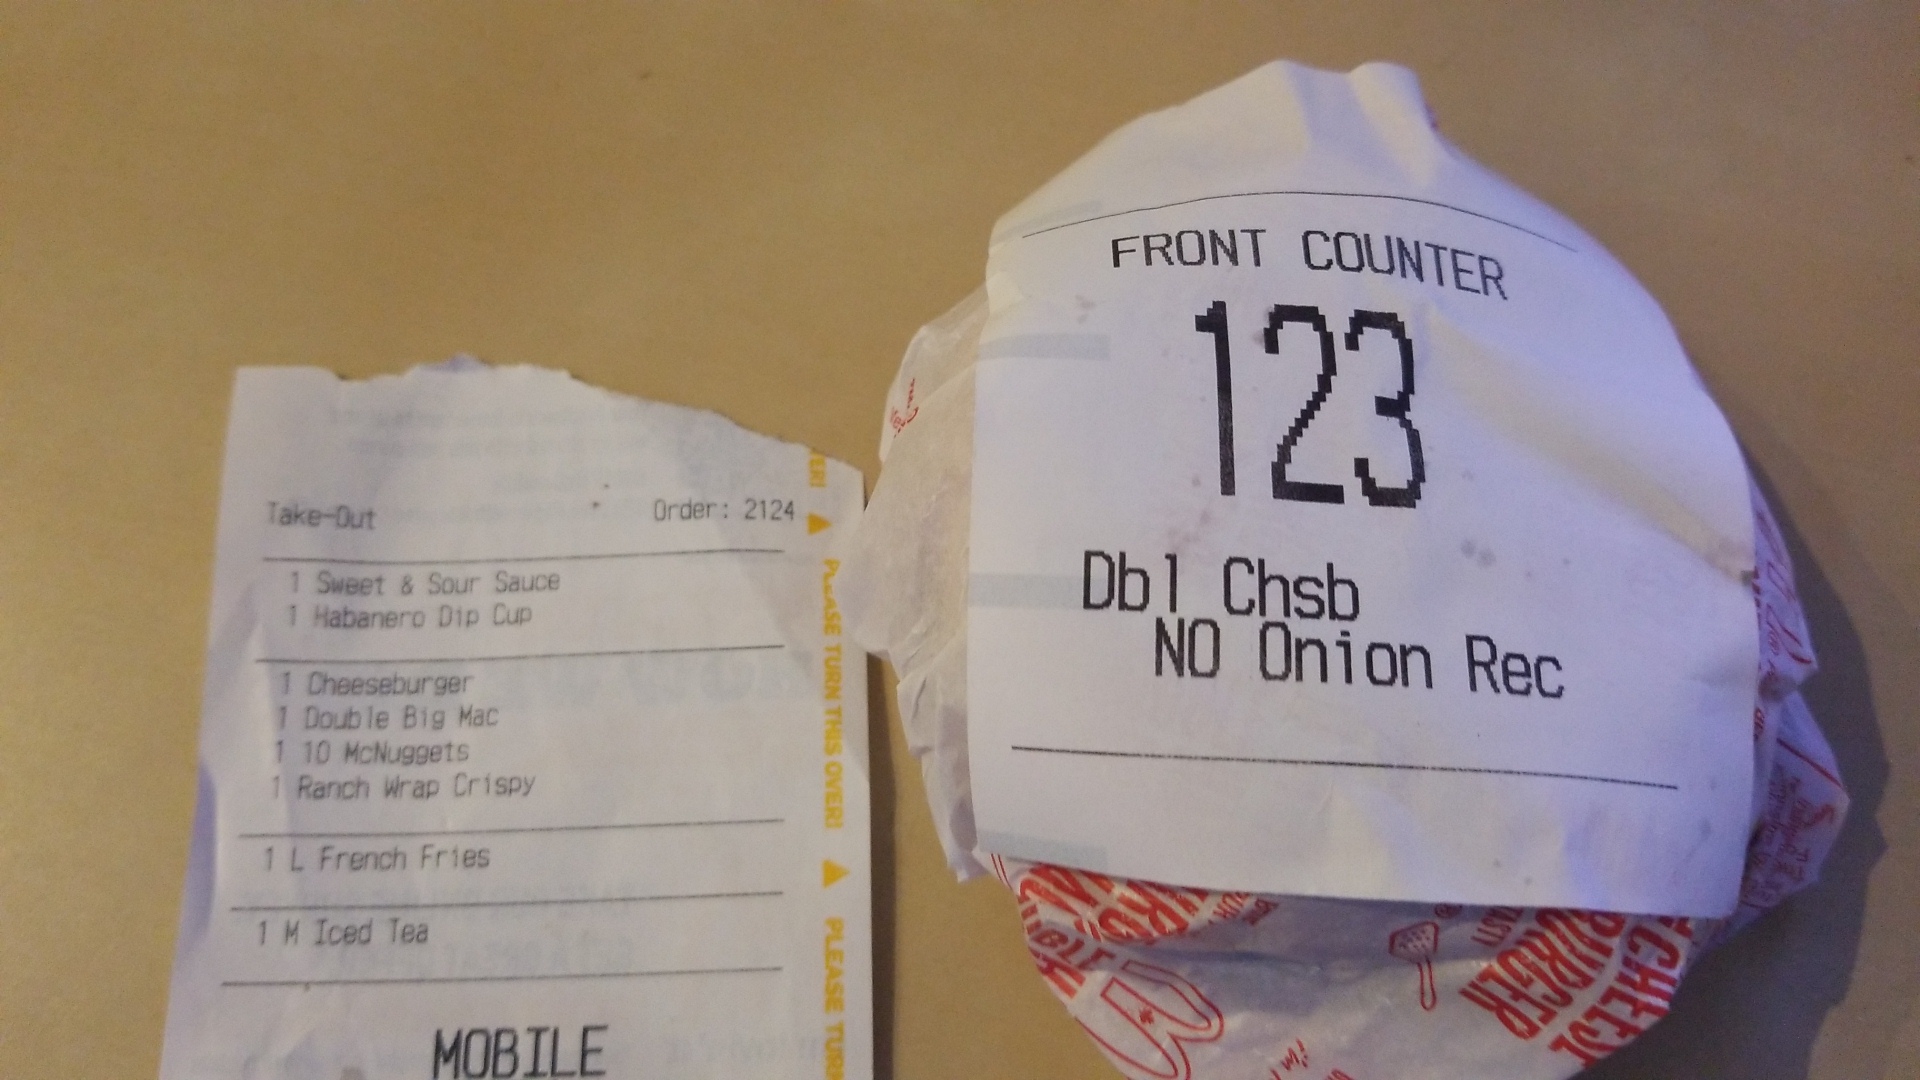 Take-Out Order: 2124
1 Sweet & Sour Sauce
1 Habanero Dip Cup
1 Cheeseburger
1 Double Big Mac
1 10 McNuggets
1 Ranch Wrap Crispy
1 L French Fries
1 M Iced Tea
MOBILE
PLEASE TURN THIS OVER!
PLEASE TURN
FRONT COUNTER
123
Dbl Chsb
NO Onion Rec